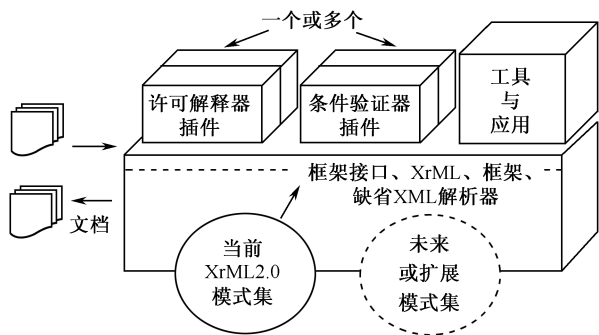 一个或多个
许可解释器
插件
条件验证器
插件
工具
与
应用
框架接口、XrML、框架、
缺省XML解析器
文档
当前
XrML2.0
模式集
未来
或扩展
模式集